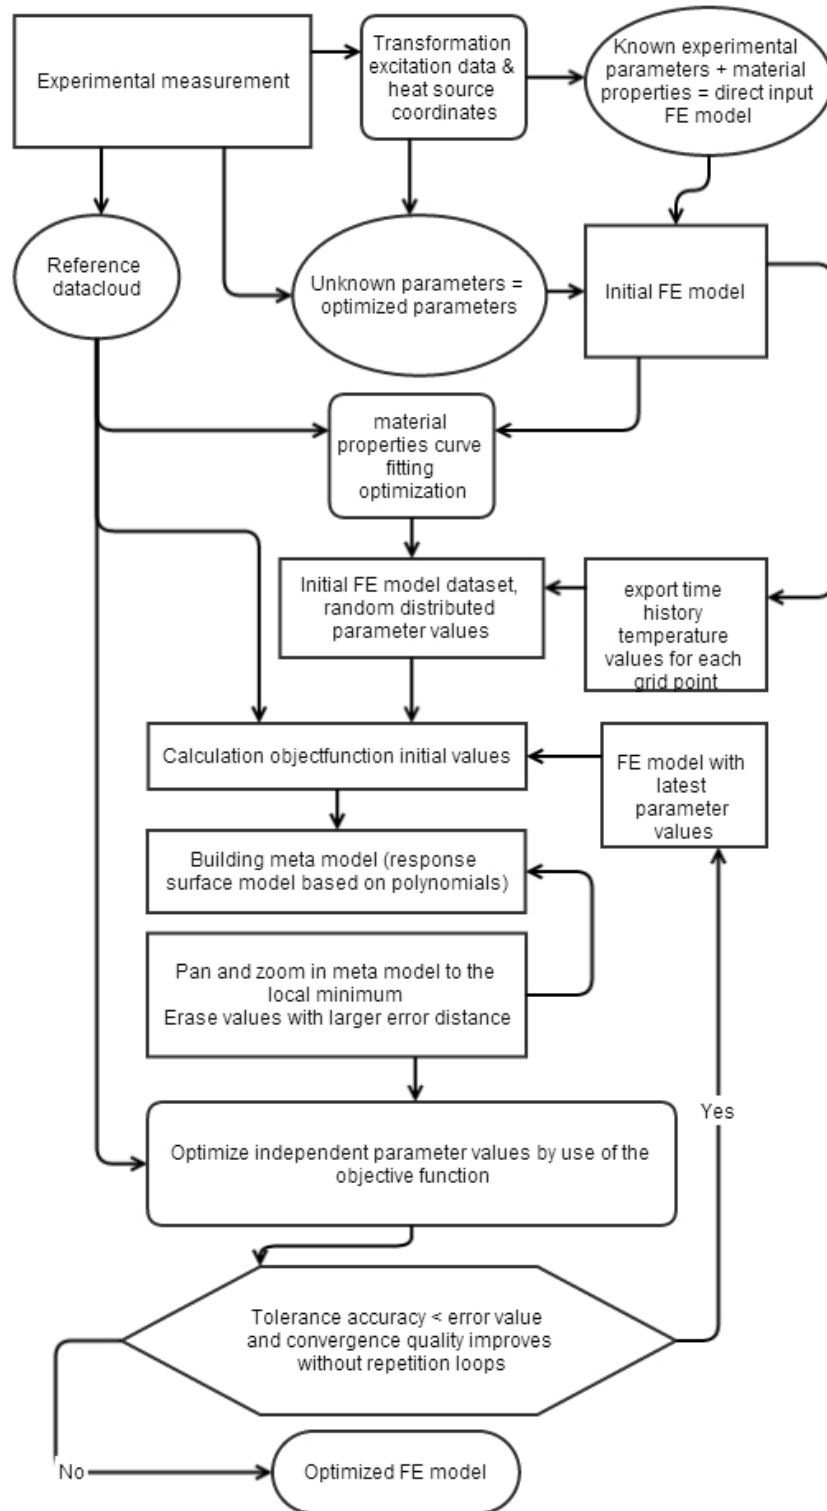 Experimental measurement
Transformation
excitation data &
heat source
coordinates
Known experimental
parameters + material
properties = direct input
FE model
Reference
datacloud
Unknown parameters =
optimized parameters
Initial FE model
material
properties curve
fitting
optimization
Initial FE model dataset,
random distributed
parameter values
export time
history
temperature
values for each
grid point
Calculation objectfunction initial values
FE model with
latest
parameter
values
Building meta model (response
surface model based on polynomials)
Pan and zoom in meta model to the
local minimum
Erase values with larger error distance
Yes
Optimize independent parameter values by use of the
objective function
Tolerance accuracy < error value
and convergence quality improves
without repetition loops
No
Optimized FE model